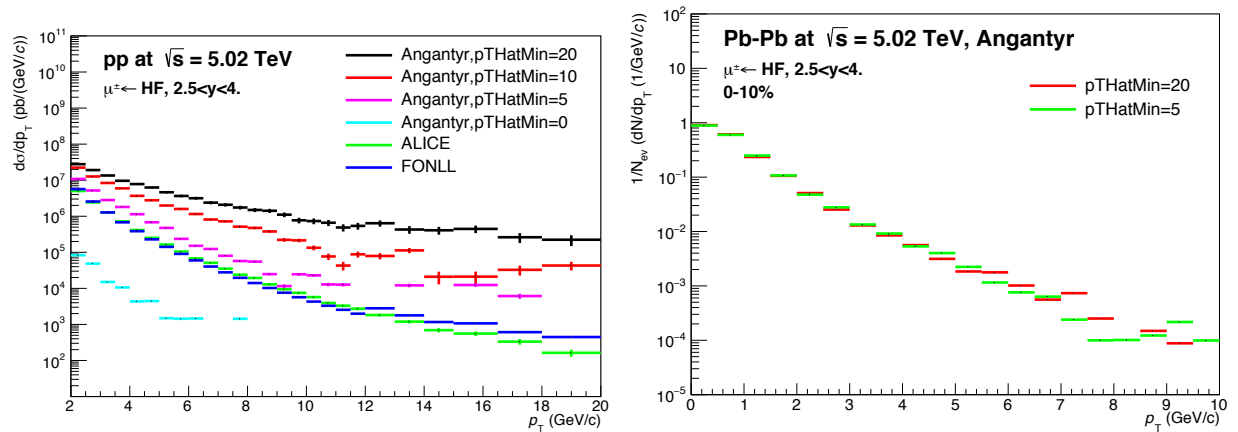 dσ/dp_T (pb/(GeV/c))
10^11
10^10
10^9
10^8
10^7
10^6
10^5
10^4
10^3
10^2
pp at √s = 5.02 TeV
μ^±← HF, 2.5<y<4.
Angantyr,pTHatMin=20
Angantyr,pTHatMin=10
Angantyr,pTHatMin=5
Angantyr,pTHatMin=0
ALICE
FONLL
2 4 6 8 10 12 14 16 18 20
p_T (GeV/c)
1/N_ev (dN/dp_T (1/GeV/c))
10^2
10
1
10^−1
10^−2
10^−3
10^−4
10^−5
Pb-Pb at √s = 5.02 TeV, Angantyr
μ^±← HF, 2.5<y<4.
0-10%
pTHatMin=20
pTHatMin=5
0 1 2 3 4 5 6 7 8 9 10
p_T (GeV/c)